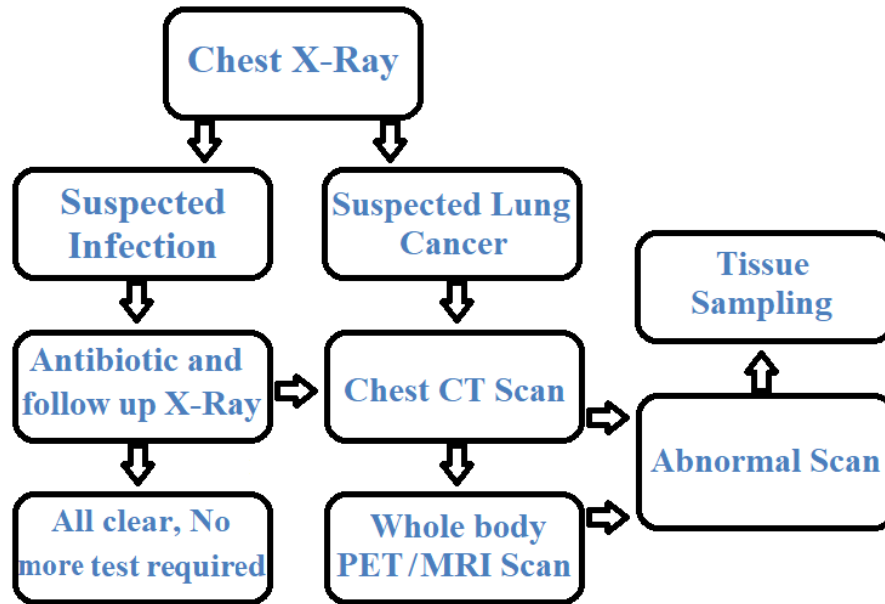 Chest X-Ray
Suspected
Infection
Suspected Lung
Cancer
Tissue
Sampling
Antibiotic and
follow up X-Ray
Chest CT Scan
Abnormal Scan
All clear, No
more test required
Whole body
PET/MRI Scan